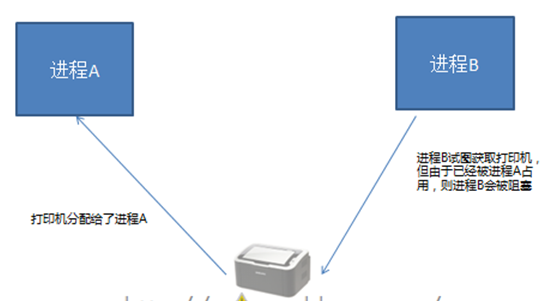 进程A
进程B
进程B试图获取打印机，
但由于已经被进程A占
用，则进程B会被阻塞
打印机分配给了进程A